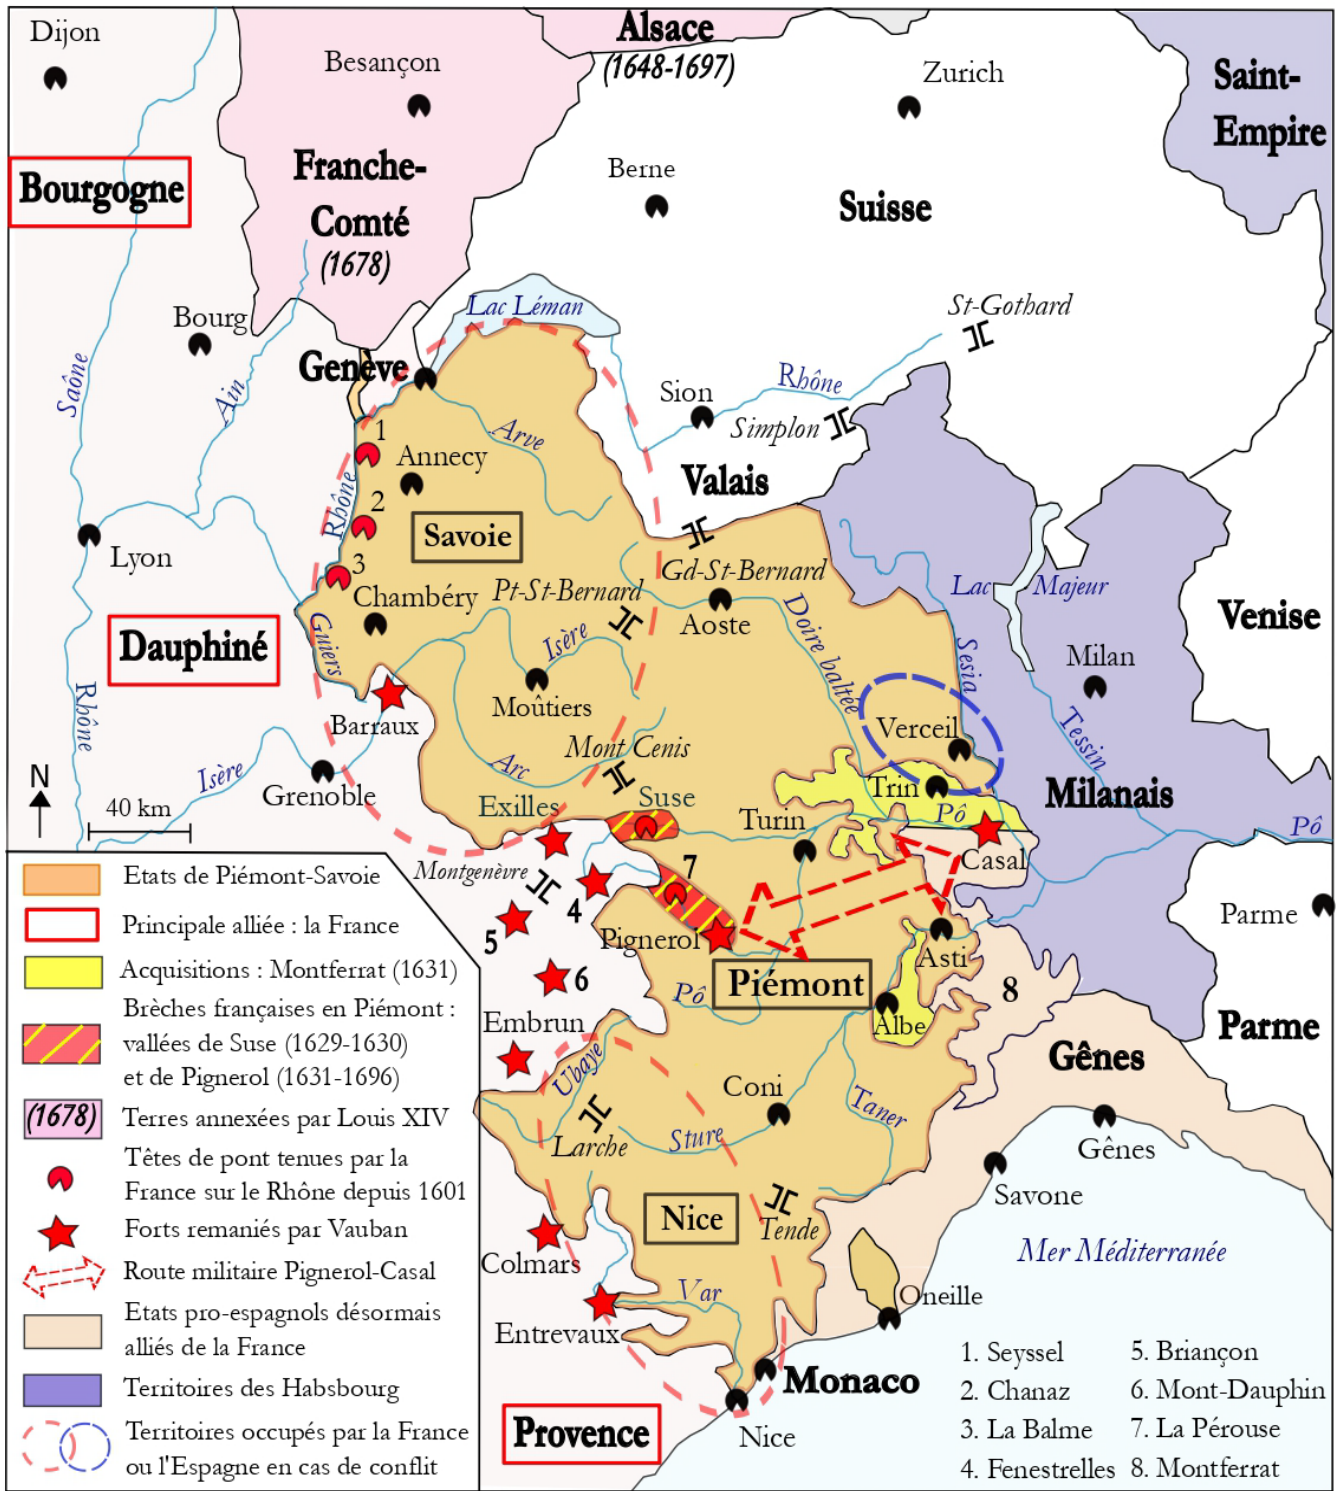 Dijon
Besançon
Alsace
(1648-1697)
Zurich
Saint-
Empire
Bourgogne
Franche-
Comté
(1678)
Berne
Suisse
Lac Léman
St-Gothard
Bourg
Genève
Saône
Ain
Sion
Rhône
Simplon
1
Annecy
Arve
Valais
Rhône
2
Savoie
Lyon
3
Chambéry
Pt-St-Bernard
Gd-St-Bernard
Lac
Majeur
Venise
Aoste
Doire baltée
Dauphiné
Guiers
Isère
Sesia
Milan
Rhône
Barraux
Moûtiers
Verceil
Tessin
Mont Cenis
N
Isère
Arc
Trin
Milanais
40 km
Grenoble
Exilles
Suse
Turin
Pô
Pô
Montgenèvre
7
Casal
4
5
Pignerol
Asti
Parme
6
Piémont
8
Pô
Embrun
Albe
Parme
Gênes
Ubaye
Coni
Taner
Larche
Sture
Gênes
Savone
Nice
Tende
Colmars
Mer Méditerranée
Var
Oneille
Entrevaux
Monaco
Provence
Nice
Etats de Piémont-Savoie
Principale alliée : la France
Acquisitions : Montferrat (1631)
Brèches françaises en Piémont :
vallées de Suse (1629-1630)
et de Pignerol (1631-1696)
(1678) Terres annexées par Louis XIV
Têtes de pont tenues par la
France sur le Rhône depuis 1601
Forts remaniés par Vauban
Route militaire Pignerol-Casal
Etats pro-espagnols désormais
alliés de la France
Territoires des Habsbourg
Territoires occupés par la France
ou l'Espagne en cas de conflit
1. Seyssel
2. Chanaz
3. La Balme
4. Fenestrelles
5. Briançon
6. Mont-Dauphin
7. La Pérouse
8. Montferrat